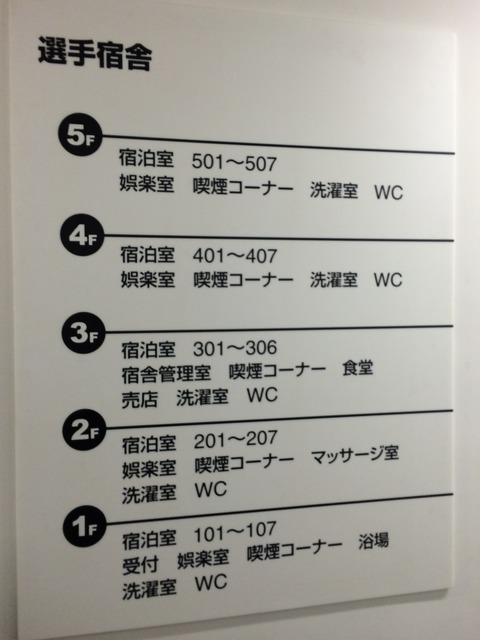 選手宿舎
5F
宿泊室 501～507
娯楽室 喫煙コーナー 洗濯室 WC
4F
宿泊室 401～407
娯楽室 喫煙コーナー 洗濯室 WC
3F
宿泊室 301～306
宿舎管理室 喫煙コーナー 食堂
売店 洗濯室 WC
2F
宿泊室 201～207
娯楽室 喫煙コーナー マッサージ室
洗濯室 WC
1F
宿泊室 101～107
受付 娯楽室 喫煙コーナー 浴場
洗濯室 WC